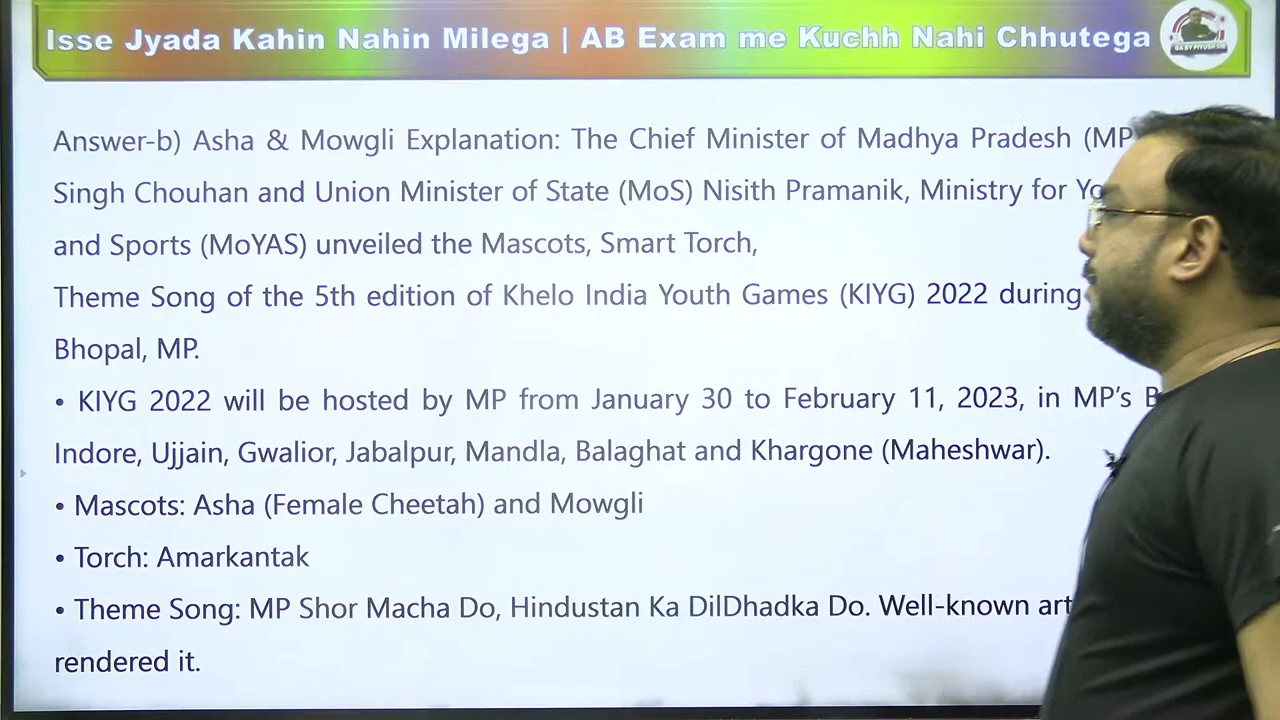 Isse Jyada Kahin Nahin Milega | AB Exam me Kuchh Nahi Chhutega
GA BY PIYUSH SIR
Answer-b) Asha & Mowgli Explanation: The Chief Minister of Madhya Pradesh (MP
Singh Chouhan and Union Minister of State (MoS) Nisith Pramanik, Ministry for
and Sports (MoYAS) unveiled the Mascots, Smart Torch,
Theme Song of the 5th edition of Khelo India Youth Games (KIYG) 2022 during
Bhopal, MP.
• KIYG 2022 will be hosted by MP from January 30 to February 11, 2023, in MP's
Indore, Ujjain, Gwalior, Jabalpur, Mandla, Balaghat and Khargone (Maheshwar).
• Mascots: Asha (Female Cheetah) and Mowgli
• Torch: Amarkantak
• Theme Song: MP Shor Macha Do, Hindustan Ka DilDhadka Do. Well-known
rendered it.